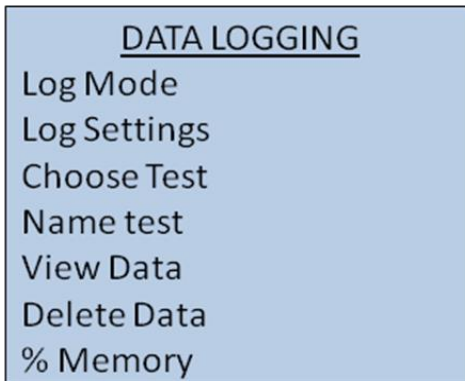 DATA LOGGING
Log Mode
Log Settings
Choose Test
Name test
View Data
Delete Data
% Memory